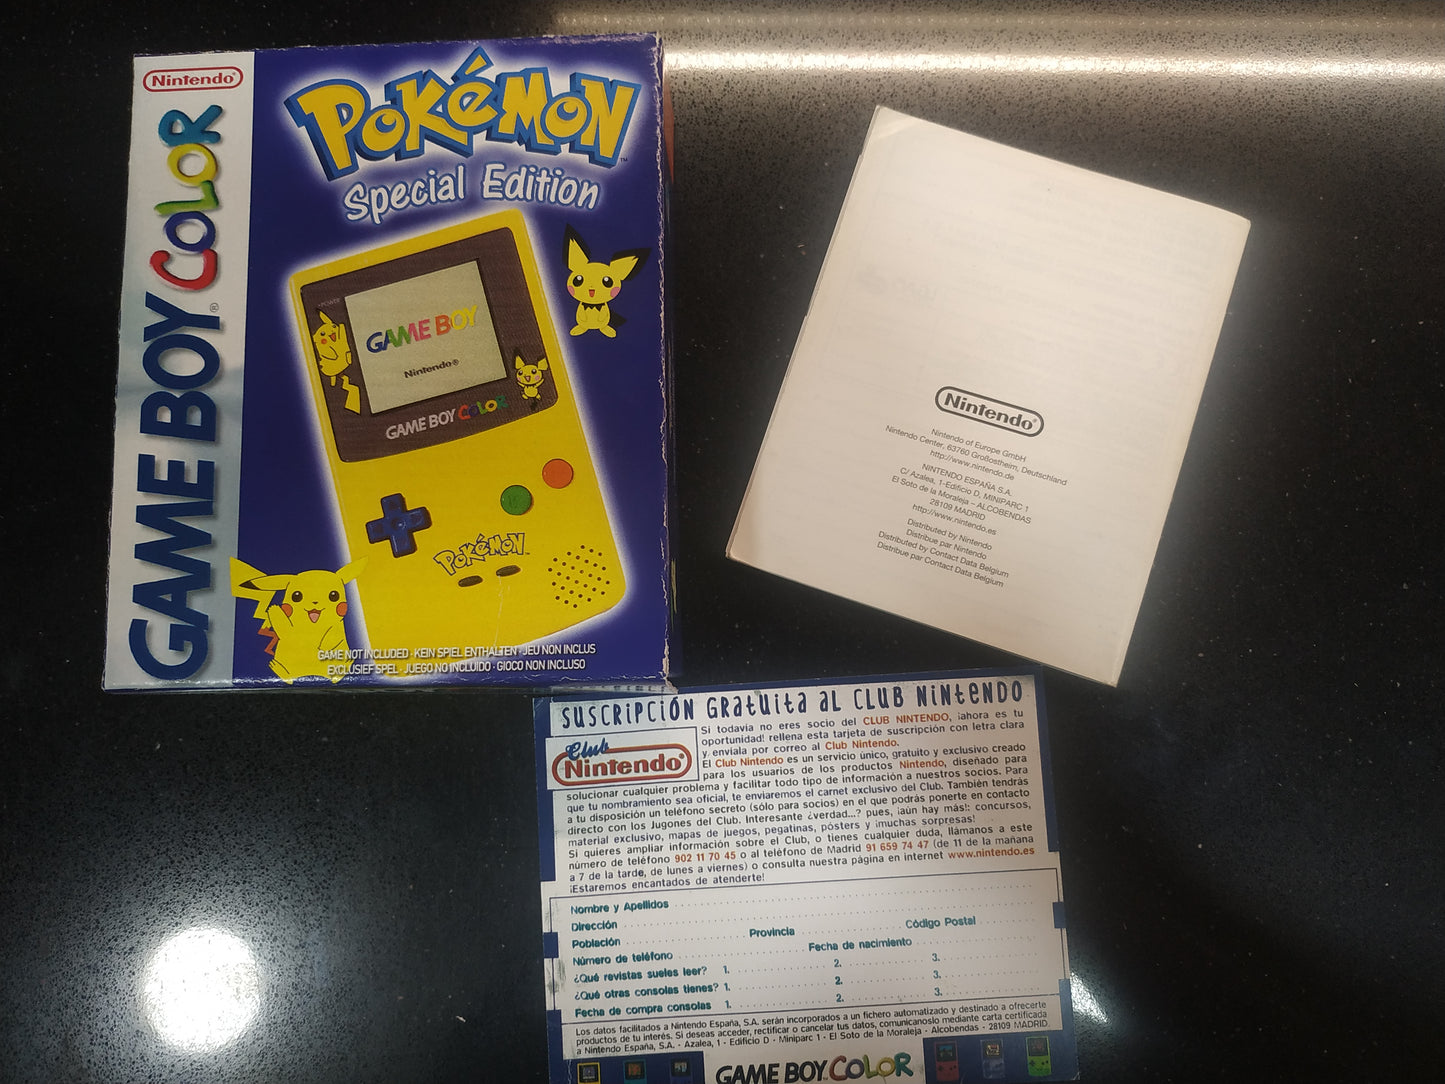 Nintendo®
GAME BOY COLOR
POKéMON™
Special Edition
POWER
GAME BOY
Nintendo®
GAME BOY COLOR
POKéMON
GAME NOT INCLUDED · KEIN SPIEL ENTHALTEN · JEU NON INCLUS
EXCLUSIEF SPEL · JUEGO NO INCLUIDO · GIOCO NON INCLUSO
Nintendo®
Nintendo of Europe GmbH
Nintendo Center, 63760 Großostheim, Deutschland
http://www.nintendo.de
NINTENDO ESPAÑA S.A.
C/ Azalea, 1-Edificio D, MINIPARC 1
El Soto de la Moraleja – ALCOBENDAS
28109 MADRID
http://www.nintendo.es
Distributed by Nintendo
Distribue par Nintendo
Distributed by Contact Data Belgium
Distribue par Contact Data Belgium
SUSCRIPCIÓN GRATUITA AL CLUB NINTENDO
Club
Nintendo®
Si todavía no eres socio del CLUB NINTENDO, ¡ahora es tu
oportunidad! rellena esta tarjeta de suscripción con letra clara
y envíala por correo al Club Nintendo.
El Club Nintendo es un servicio único, gratuito y exclusivo creado
para los usuarios de los productos Nintendo, diseñado para
solucionar cualquier problema y facilitar todo tipo de información a nuestros socios. Para
que tu nombramiento sea oficial, te enviaremos el carnet exclusivo del Club. También tendrás
a tu disposición un teléfono secreto (sólo para socios) en el que podrás ponerte en contacto
directo con los Jugones del Club. Interesante ¿verdad...? pues, ¡aún hay más!: concursos,
material exclusivo, mapas de juegos, pegatinas, pósters y ¡muchas sorpresas!
Si quieres ampliar información sobre el Club, o tienes cualquier duda, llámanos a este
número de teléfono 902 11 70 45 o al teléfono de Madrid 91 659 74 47 (de 11 de la mañana
a 7 de la tarde, de lunes a viernes) o consulta nuestra página en internet www.nintendo.es
¡Estaremos encantados de atenderte!
Nombre y Apellidos
Dirección
Población Provincia Código Postal
Número de teléfono Fecha de nacimiento
¿Qué revistas sueles leer? 1. 2. 3.
¿Qué otras consolas tienes? 1. 2. 3.
Fecha de compra consolas 1. 2. 3.
Los datos facilitados a Nintendo España, S.A. serán incorporados a un fichero automatizado y destinado a ofrecerte
productos de tu interés. Si deseas acceder, rectificar o cancelar tus datos, comunícanoslo mediante carta certificada
a Nintendo España, S.A. - Azalea, 1 - Edificio D - Miniparc 1 - El Soto de la Moraleja - Alcobendas - 28109 MADRID.
GAME BOY COLOR